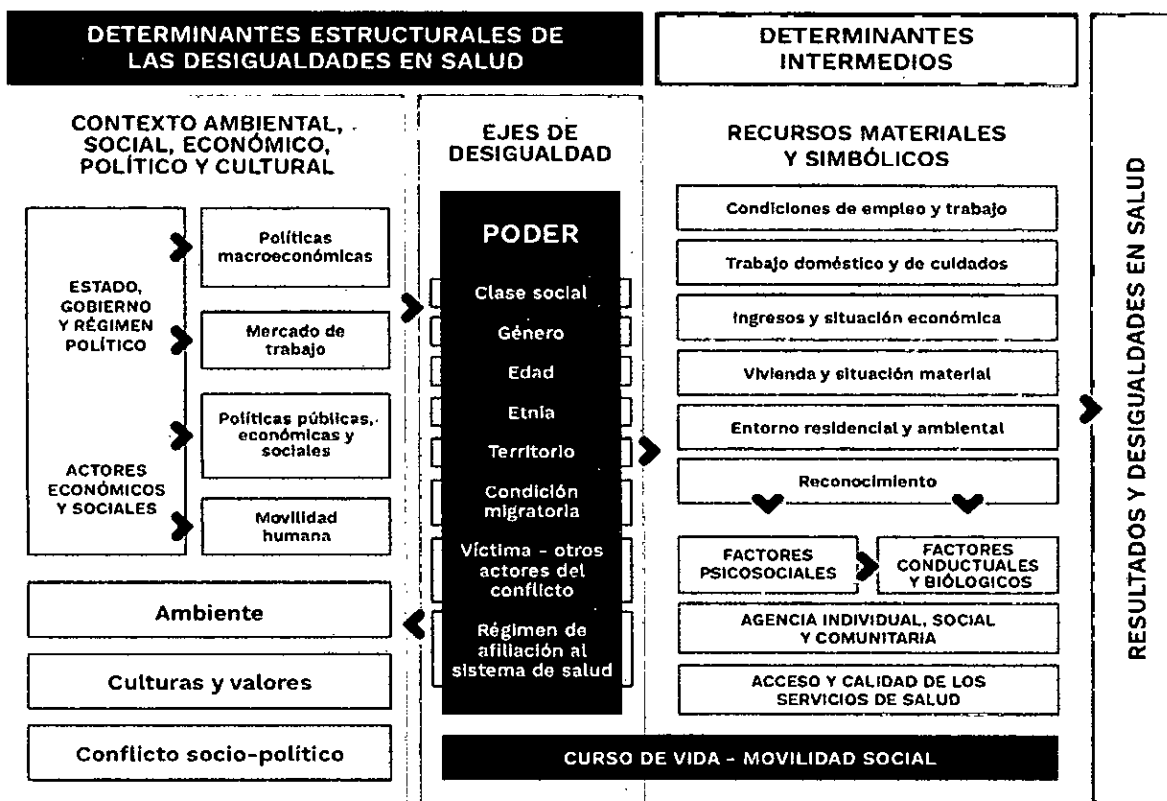 DETERMINANTES ESTRUCTURALES DE
LAS DESIGUALDADES EN SALUD
CONTEXTO AMBIENTAL,
SOCIAL, ECONÓMICO,
POLÍTICO Y CULTURAL
ESTADO,
GOBIERNO
Y RÉGIMEN
POLÍTICO
ACTORES
ECONÓMICOS
Y SOCIALES
Políticas
macroeconómicas
Mercado de
trabajo
Políticas públicas,
económicas y
sociales
Movilidad
humana
Ambiente
Culturas y valores
Conflicto socio-político
EJES DE
DESIGUALDAD
PODER
Clase social
Género
Edad
Etnia
Territorio
Condición
migratoria
Víctima - otros
actores del
conflicto
Régimen de
afiliación al
sistema de salud
DETERMINANTES
INTERMEDIOS
RECURSOS MATERIALES
Y SIMBÓLICOS
Condiciones de empleo y trabajo
Trabajo doméstico y de cuidados
Ingresos y situación económica
Vivienda y situación material
Entorno residencial y ambiental
Reconocimiento
FACTORES
PSICOSOCIALES
FACTORES
CONDUCTUALES
Y BIÓLOGICOS
AGENCIA INDIVIDUAL, SOCIAL
Y COMUNITARIA
ACCESO Y CALIDAD DE LOS
SERVICIOS DE SALUD
CURSO DE VIDA - MOVILIDAD SOCIAL
RESULTADOS Y DESIGUALDADES EN SALUD